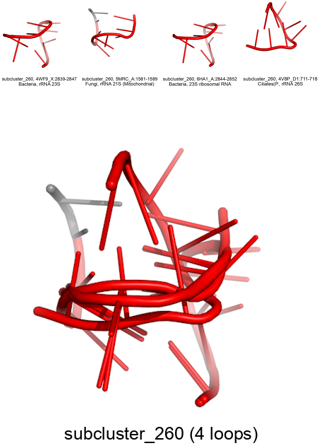 subcluster_260, 4WF9_X:2839-2847
Bacteria, rRNA 23S
subcluster_260, 5MRC_A:1581-1589
Fungi, rRNA 21S (Mitochondrial)
subcluster_260, 6HA1_A:2844-2852
Bacteria, 23S ribosomal RNA
subcluster_260, 4V8P_D1:711-718
Ciliates|P, rRNA 26S
subcluster_260 (4 loops)